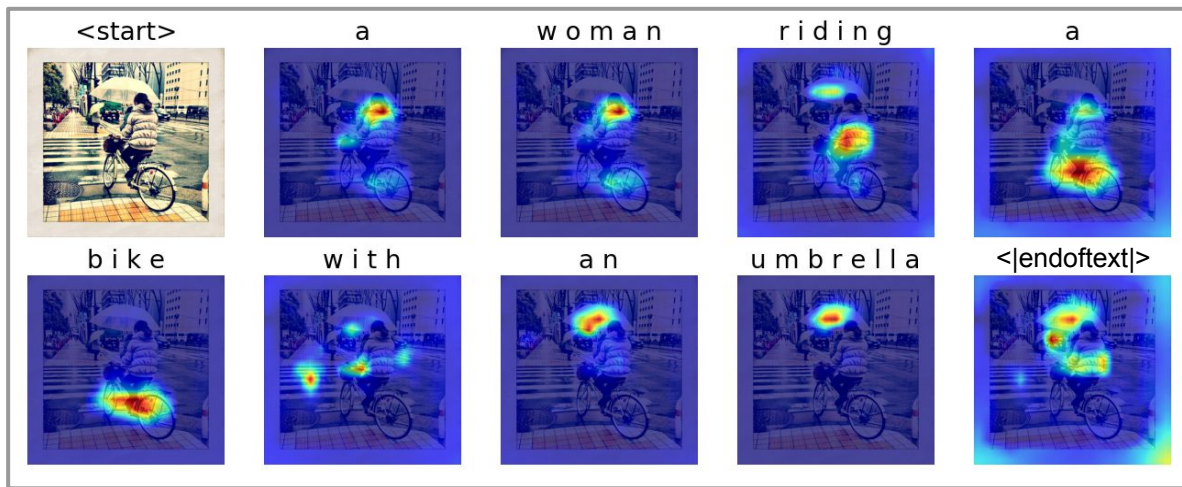 <start> a woman riding a
bike with an umbrella <|endoftext|>